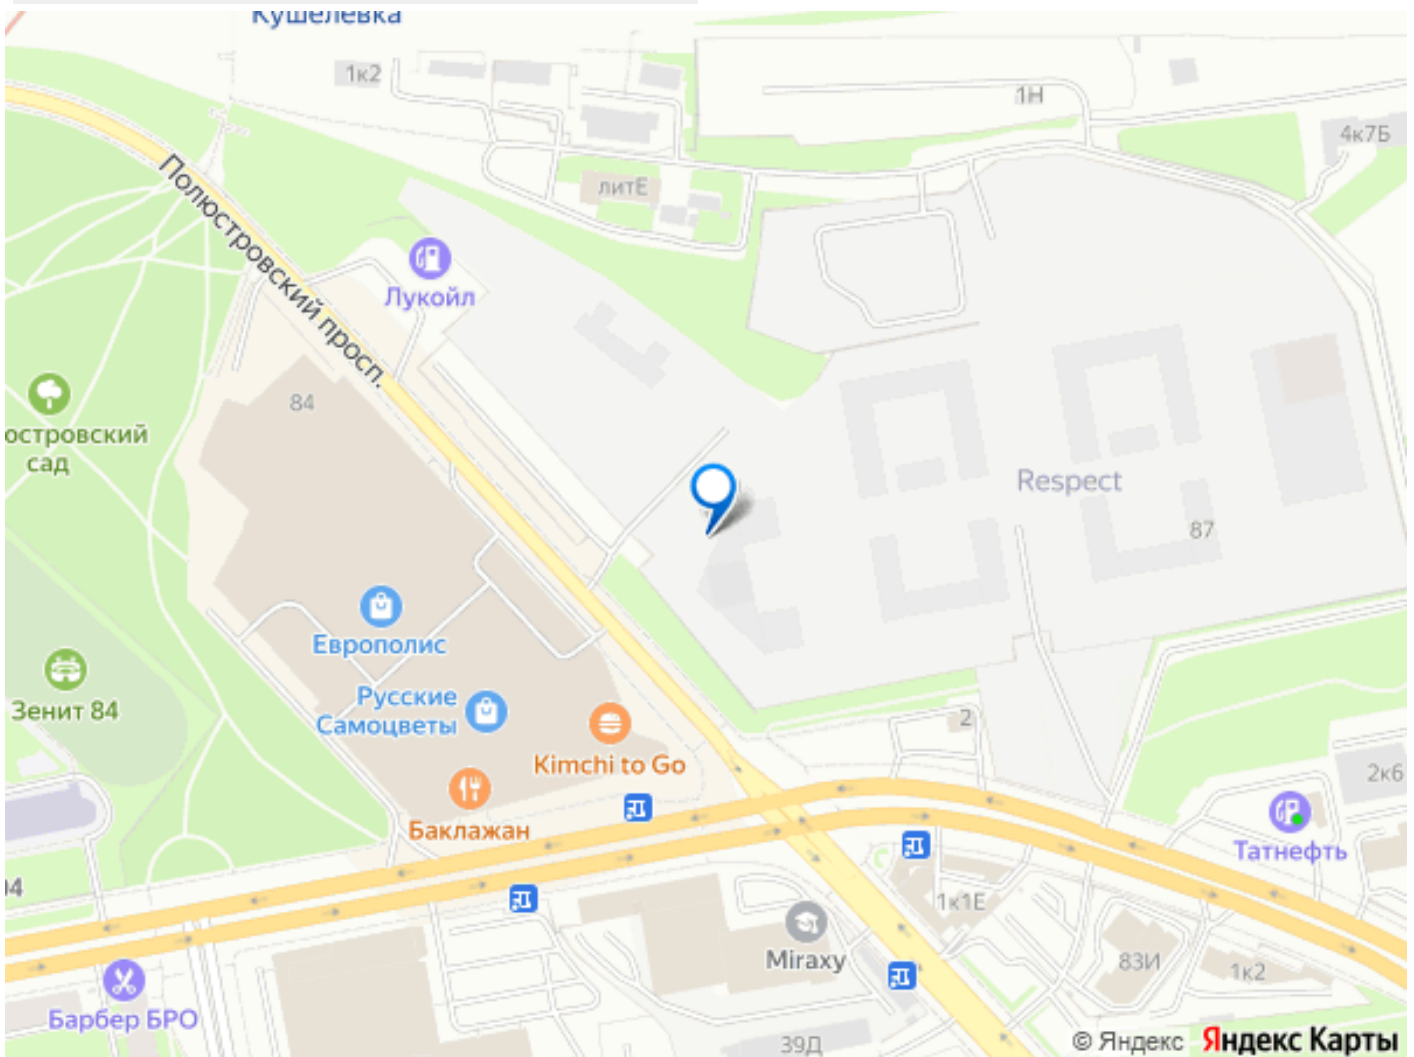 Кушелевка
1к2
1Н
4к7Б
литЕ
Полюстровский просп.
Лукойл
84
островский
сад
Respect
87
Европолис
Русские
Самоцветы
Зенит 84
Kimchi to Go
2
2к6
Баклажан
Татнефть
04
1к1Е
Miraxy
83И
1к2
Барбер БРО
39Д
© Яндекс Яндекс Карты